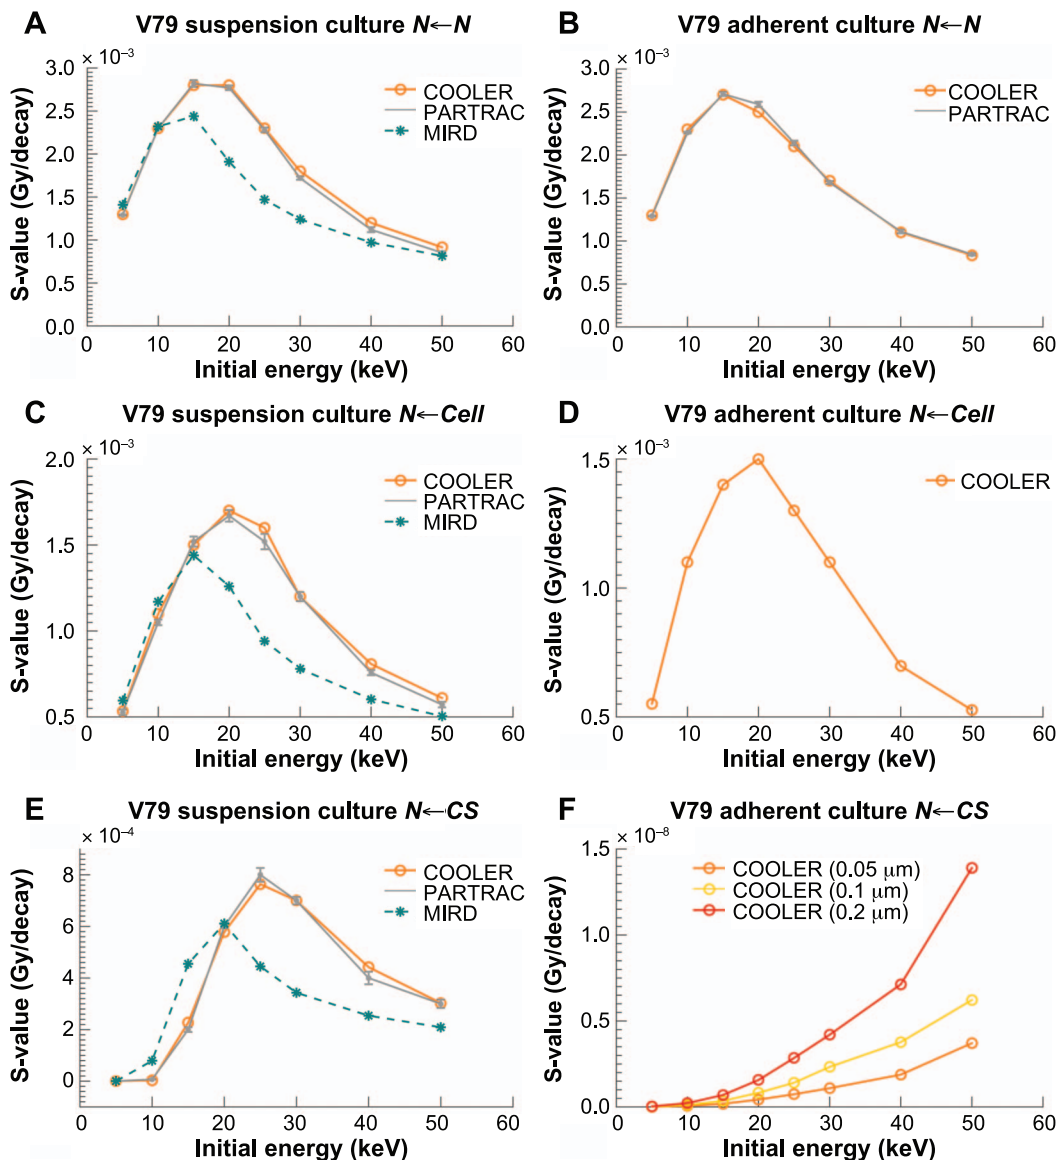 A V79 suspension culture N←N
× 10⁻³
3.0
2.5
2.0
1.5
1.0
0.5
0.0
S-value (Gy/decay)
COOLER
PARTRAC
MIRD
0 10 20 30 40 50 60
Initial energy (keV)
B V79 adherent culture N←N
× 10⁻³
3.0
2.5
2.0
1.5
1.0
0.5
0.0
S-value (Gy/decay)
COOLER
PARTRAC
0 10 20 30 40 50 60
Initial energy (keV)
C V79 suspension culture N←Cell
× 10⁻³
2.0
1.5
1.0
0.5
S-value (Gy/decay)
COOLER
PARTRAC
MIRD
0 10 20 30 40 50 60
Initial energy (keV)
D V79 adherent culture N←Cell
× 10⁻³
1.5
1.0
0.5
S-value (Gy/decay)
COOLER
0 10 20 30 40 50 60
Initial energy (keV)
E V79 suspension culture N←CS
× 10⁻⁴
8
6
4
2
0
S-value (Gy/decay)
COOLER
PARTRAC
MIRD
0 10 20 30 40 50 60
Initial energy (keV)
F V79 adherent culture N←CS
× 10⁻⁸
1.5
1.0
0.5
0.0
S-value (Gy/decay)
COOLER (0.05 μm)
COOLER (0.1 μm)
COOLER (0.2 μm)
0 10 20 30 40 50 60
Initial energy (keV)